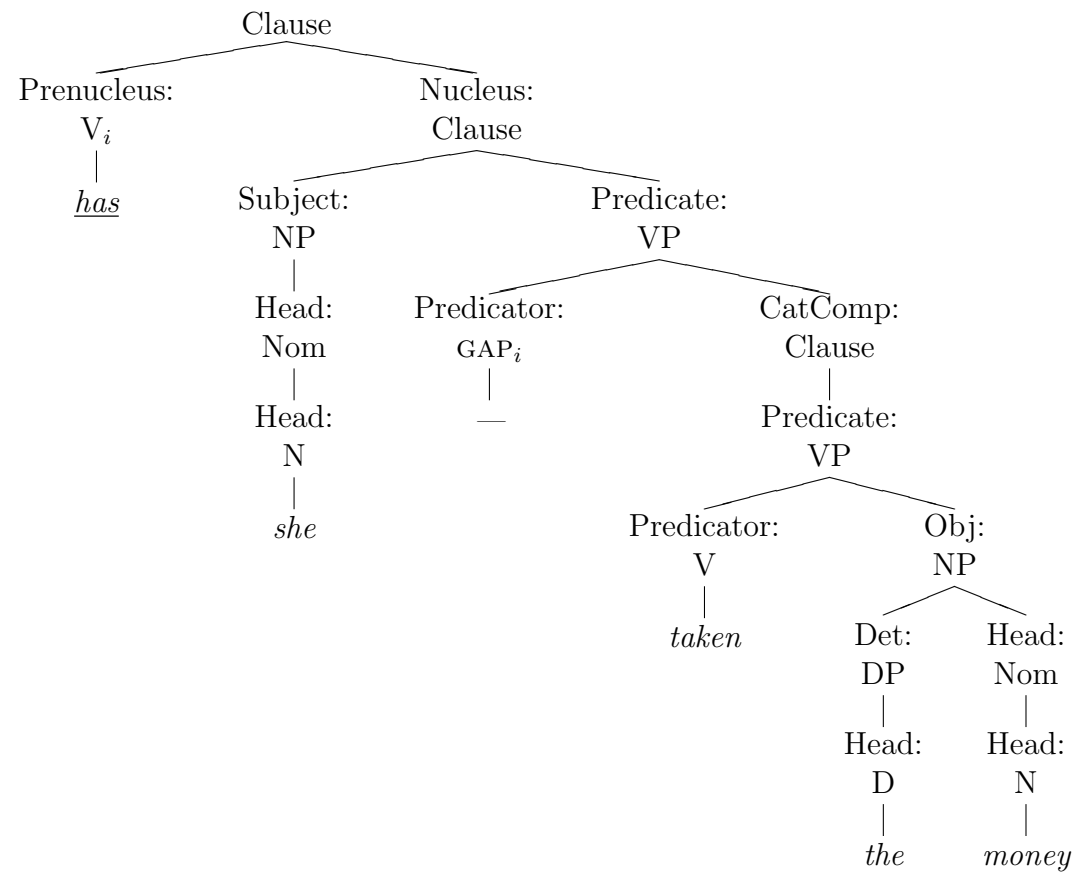 Clause
Prenucleus: Nucleus:
V_i Clause
has Subject: Predicate:
NP VP
Head: Predicator: CatComp:
Nom GAP_i Clause
Head: — Predicate:
N VP
she Predicator: Obj:
V NP
taken Det: Head:
DP Nom
Head: Head:
D N
the money